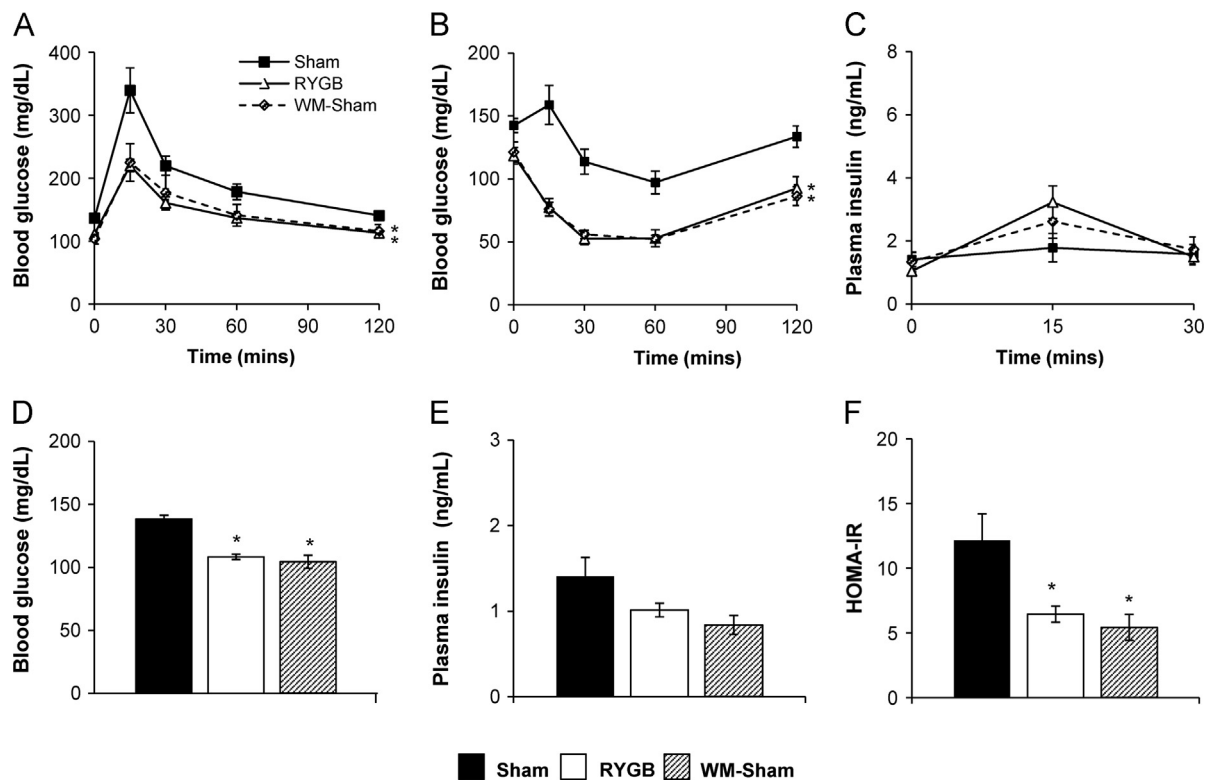 A
Blood glucose (mg/dL)
400
300
200
100
0
0 30 60 90 120
Time (mins)
Sham
RYGB
WM-Sham
*
*
B
Blood glucose (mg/dL)
200
150
100
50
0
0 30 60 90 120
Time (mins)
*
*
C
Plasma insulin (ng/mL)
8
6
4
2
0
0 15 30
Time (mins)
D
Blood glucose (mg/dL)
200
150
100
50
0
* *
E
Plasma insulin (ng/mL)
3
2
1
0
F
HOMA-IR
20
15
10
5
0
* *
Sham RYGB WM-Sham